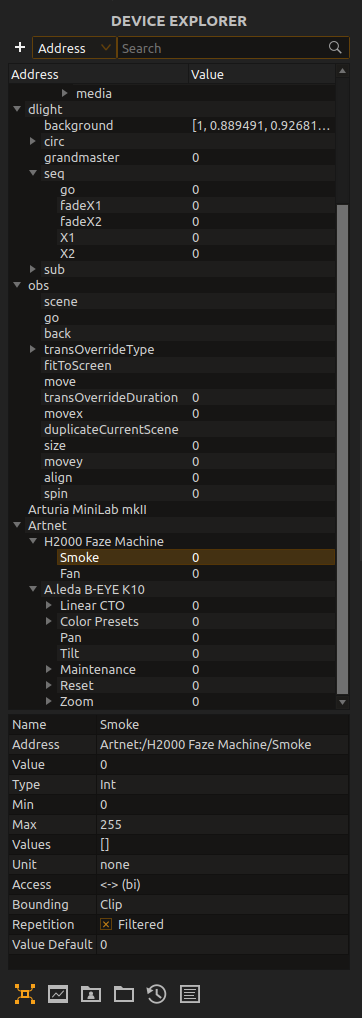 DEVICE EXPLORER
+ Address Search
Address Value
media
dlight
background [1, 0.889491, 0.92681...
circ
grandmaster 0
seq
go 0
fadeX1 0
fadeX2 0
X1 0
X2 0
sub
obs
scene
go
back
transOverrideType
fitToScreen
move
transOverrideDuration 0
movex 0
duplicateCurrentScene
size 0
movey 0
align 0
spin 0
Arturia MiniLab mkII
Artnet
H2000 Faze Machine
Smoke 0
Fan 0
A.leda B-EYE K10
Linear CTO 0
Color Presets 0
Pan 0
Tilt 0
Maintenance 0
Reset 0
Zoom 0
Name Smoke
Address Artnet:/H2000 Faze Machine/Smoke
Value 0
Type Int
Min 0
Max 255
Values []
Unit none
Access <-> (bi)
Bounding Clip
Repetition Filtered
Value Default 0